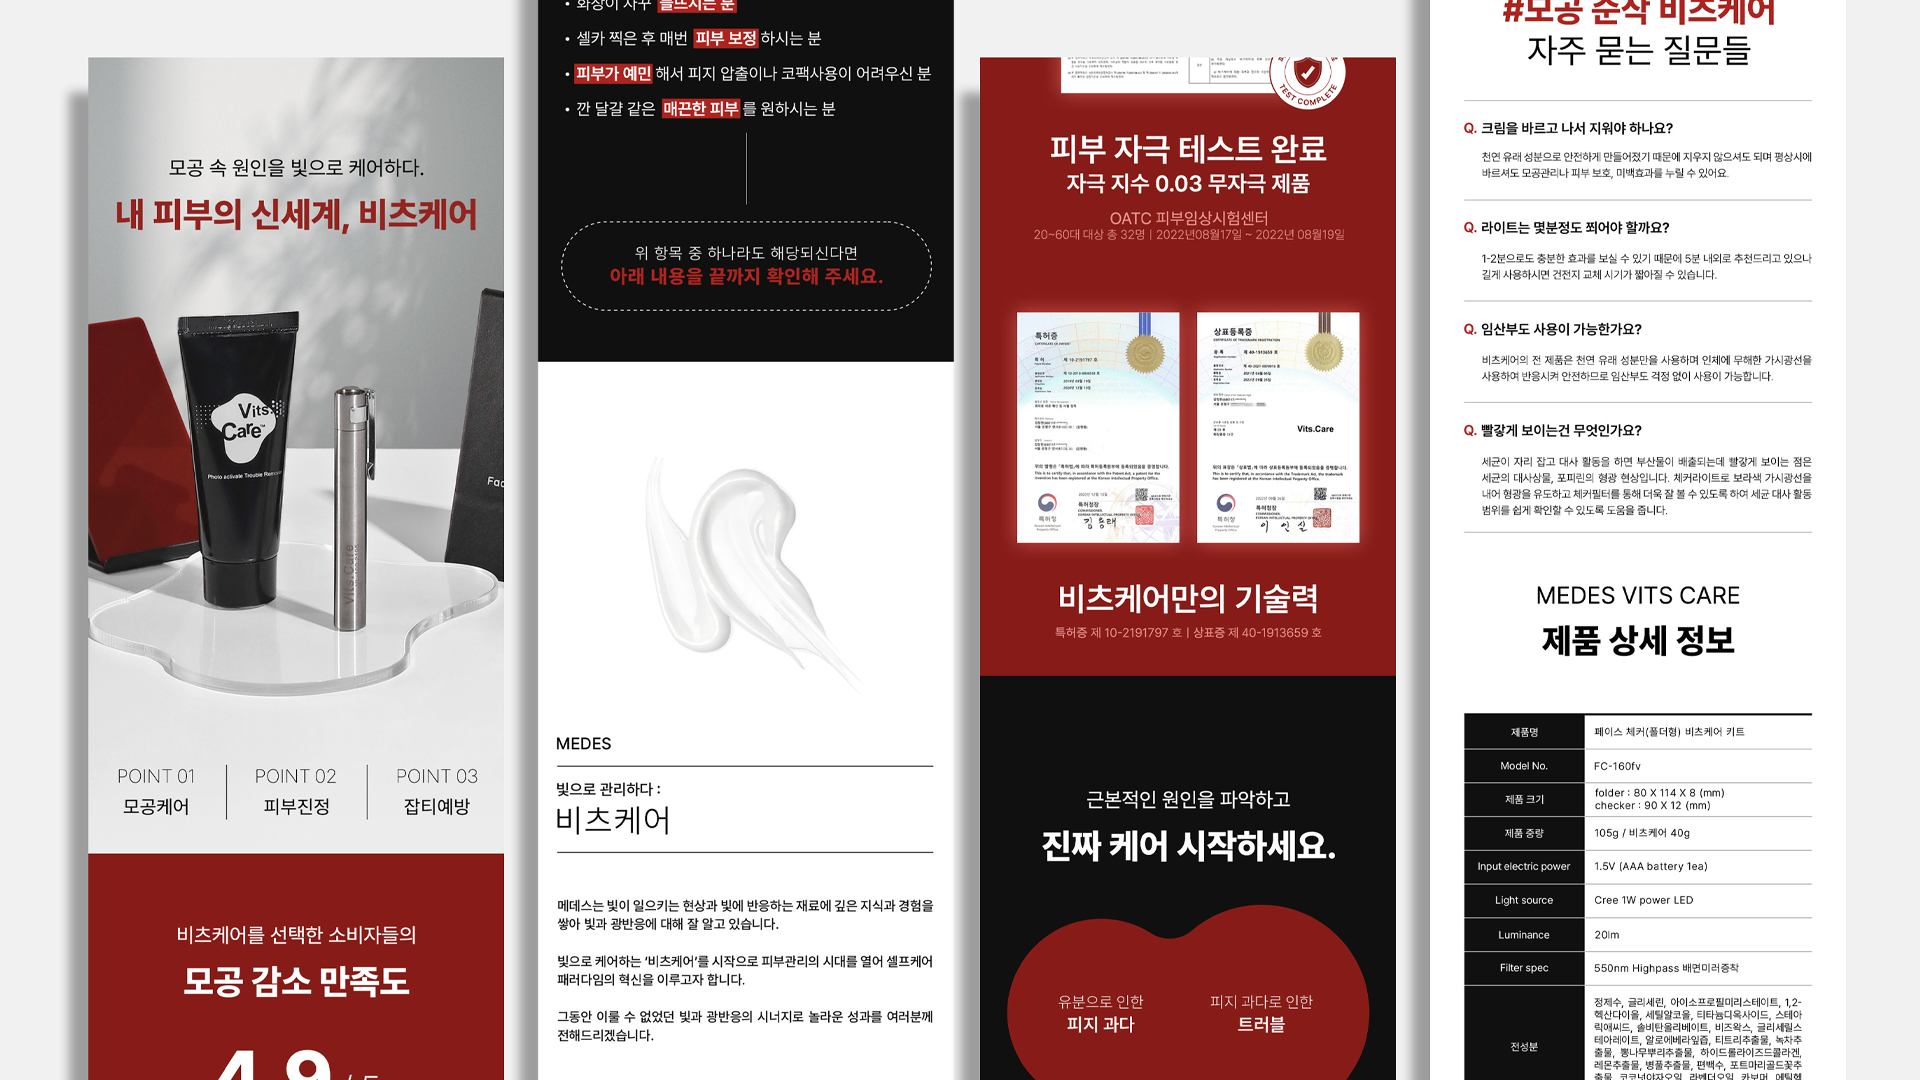 모공 속 원인을 빛으로 케어하다.
내 피부의 신세계, 비츠케어
Vits
Care
Photo activate Trouble Remover
Vits.Care
POINT 01
모공케어
POINT 02
피부진정
POINT 03
잡티예방
비츠케어를 선택한 소비자들의
모공 감소 만족도
4.9 / 5
• 화장이 자꾸 들뜨시는 분
• 셀카 찍은 후 매번 피부 보정 하시는 분
• 피부가 예민 해서 피지 압출이나 코팩사용이 어려우신 분
• 깐 달걀 같은 매끈한 피부 를 원하시는 분
위 항목 중 하나라도 해당되신다면
아래 내용을 끝까지 확인해 주세요.
MEDES
빛으로 관리하다 :
비츠케어
메데스는 빛이 일으키는 현상과 빛에 반응하는 재료에 깊은 지식과 경험을
쌓아 빛과 광반응에 대해 잘 알고 있습니다.
빛으로 케어하는 '비츠케어'를 시작으로 피부관리의 시대를 열어 셀프케어
패러다임의 혁신을 이루고자 합니다.
그동안 이룰 수 없었던 빛과 광반응의 시너지로 놀라운 성과를 여러분께
전해드리겠습니다.
TEST COMPLETE
피부 자극 테스트 완료
자극 지수 0.03 무자극 제품
OATC 피부임상시험센터
20~60대 대상 총 32명 | 2022년08월17일 ~ 2022년 08월19일
특허증
상표등록증
Vits.Care
특허청
특허청
비츠케어만의 기술력
특허증 제 10-2191797 호 | 상표증 제 40-1913659 호
근본적인 원인을 파악하고
진짜 케어 시작하세요.
유분으로 인한
피지 과다
피지 과다로 인한
트러블
#모공 순삭 비츠케어
자주 묻는 질문들
Q. 크림을 바르고 나서 지워야 하나요?
천연 유래 성분으로 안전하게 만들어졌기 때문에 지우지 않으셔도 되며 평상시에
바르셔도 모공관리나 피부 보호, 미백효과를 누릴 수 있어요.
Q. 라이트는 몇분정도 쬐어야 할까요?
1-2분으로도 충분한 효과를 보실 수 있기 때문에 5분 내외로 추천드리고 있으나
길게 사용하시면 건전지 교체 시기가 짧아질 수 있습니다.
Q. 임산부도 사용이 가능한가요?
비츠케어의 전 제품은 천연 유래 성분만을 사용하며 인체에 무해한 가시광선을
사용하여 반응시켜 안전하므로 임산부도 걱정 없이 사용이 가능합니다.
Q. 빨갛게 보이는건 무엇인가요?
세균이 자리 잡고 대사 활동을 하면 부산물이 배출되는데 빨갛게 보이는 점은
세균의 대사상물, 포피린의 형광 현상입니다. 체커라이트로 보라색 가시광선을
내어 형광을 유도하고 체커필터를 통해 더욱 잘 볼 수 있도록 하여 세균 대사 활동
범위를 쉽게 확인할 수 있도록 도움을 줍니다.
MEDES VITS CARE
제품 상세 정보
제품명 페이스 체커(폴더형) 비츠케어 키트
Model No. FC-160fv
제품 크기 folder : 80 X 114 X 8 (mm)
checker : 90 X 12 (mm)
제품 중량 105g / 비츠케어 40g
Input electric power 1.5V (AAA battery 1ea)
Light source Cree 1W power LED
Luminance 20lm
Filter spec 550nm Highpass 배면미러증착
전성분 정제수, 글리세린, 아이소프로필미리스테이트, 1,2-
헥산다이올, 세틸알코올, 티타늄디옥사이드, 스테아
릭애씨드, 솔비탄올리베이트, 비즈왁스, 글리세릴스
테아레이트, 알로에베라잎즙, 티트리추출물, 녹차추
출물, 뽕나무뿌리추출물, 하이드롤라이즈드콜라겐,
레몬추출물, 병풀추출물, 편백수, 포트마리골드꽃추
출물, 코코넛야자오일, 라벤더오일, 카보머, 에틸헥